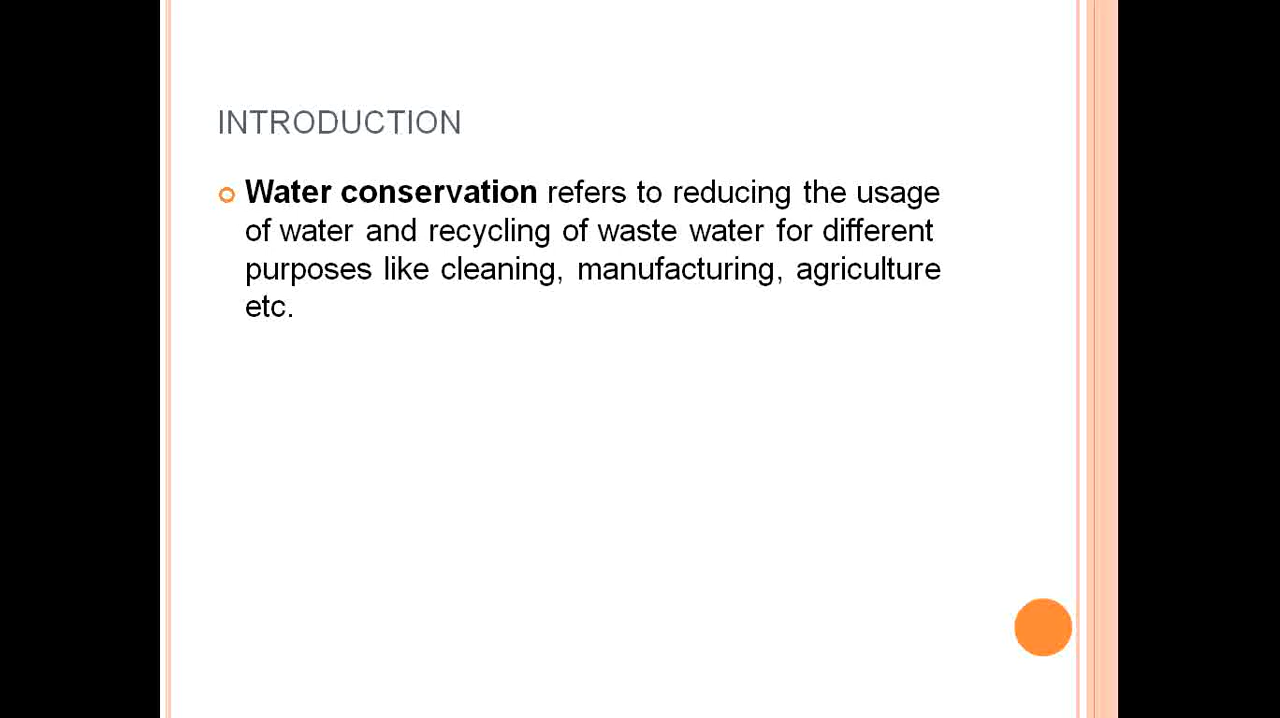 INTRODUCTION
Water conservation refers to reducing the usage
of water and recycling of waste water for different
purposes like cleaning, manufacturing, agriculture
etc.